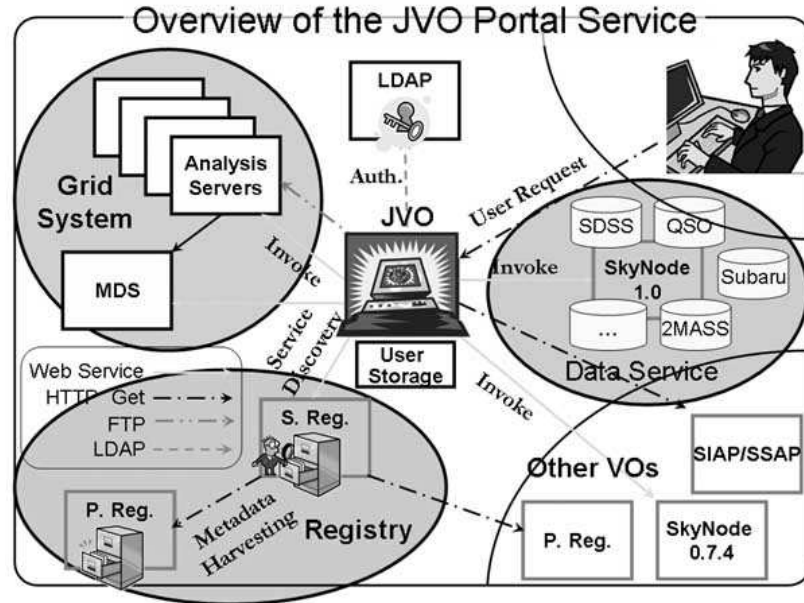 Overview of the JVO Portal Service
LDAP
Analysis
Servers
Grid
System
Auth.
User Request
JVO
SDSS
QSO
Invoke
Invoke
SkyNode
1.0
Subaru
MDS
...
2MASS
Service
Discovery
User
Storage
Data Service
Invoke
Web Service
HTTP Get
FTP
LDAP
S. Reg.
SIAP/SSAP
Other VOs
P. Reg.
Metadada
Harvesting
Registry
P. Reg.
SkyNode
0.7.4